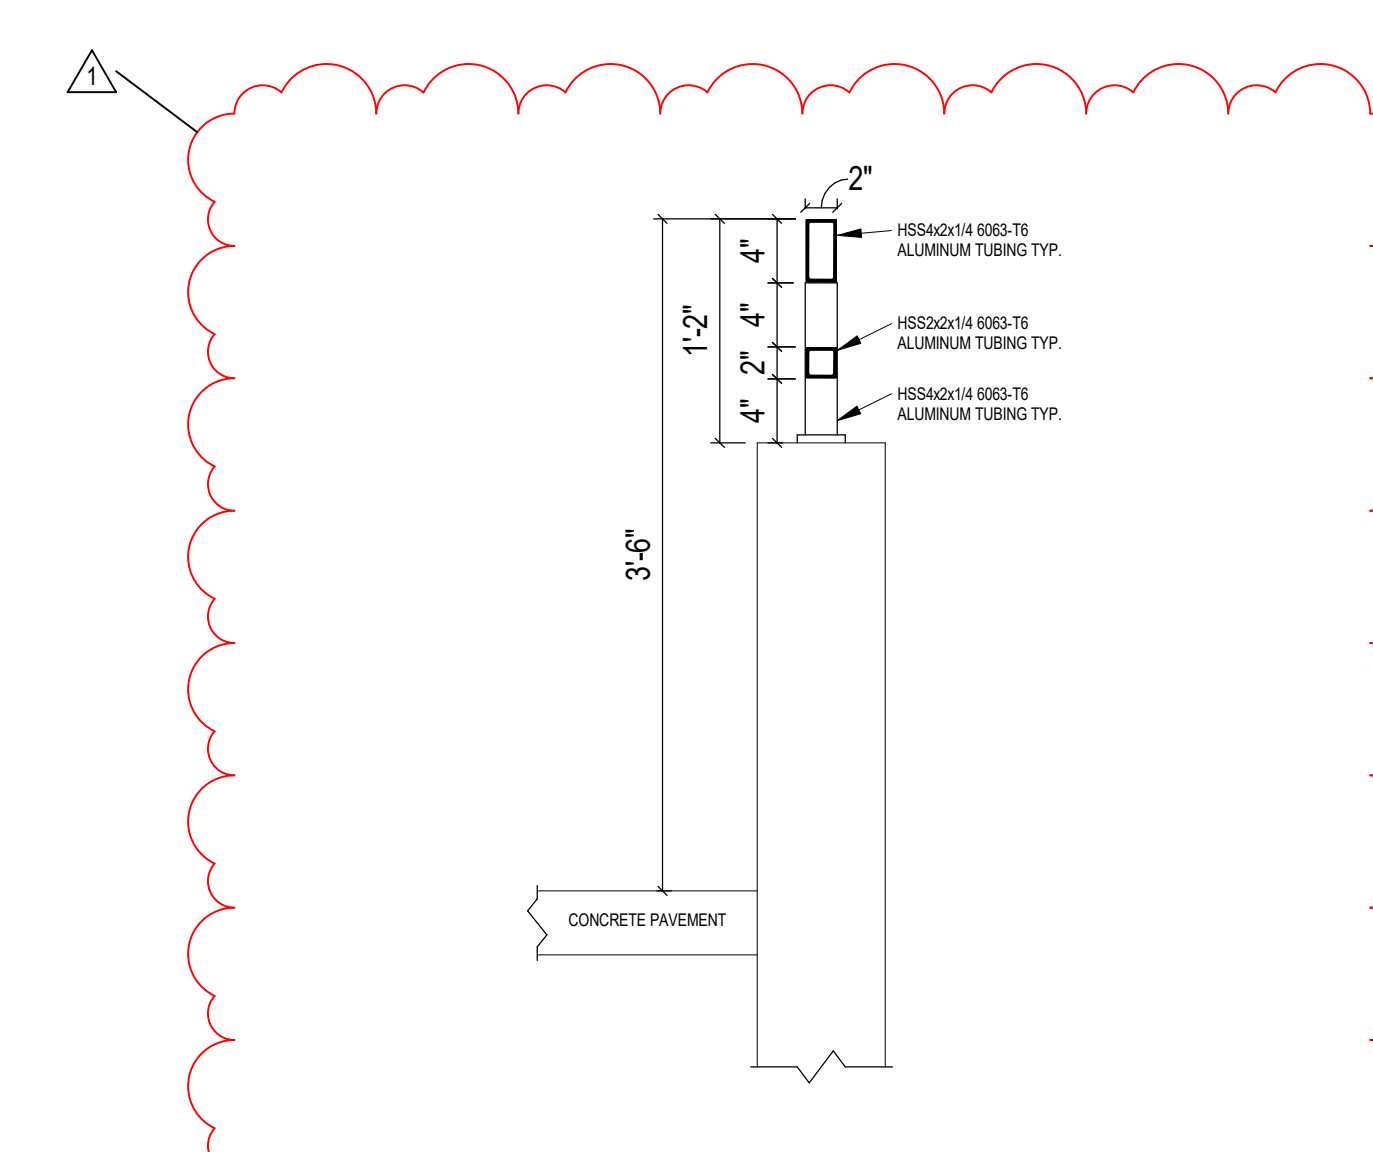 1
2"
HSS4x2x1/4 6063-T6
ALUMINUM TUBING TYP.
4"
4"
1'-2"
HSS2x2x1/4 6063-T6
ALUMINUM TUBING TYP.
2"
HSS4x2x1/4 6063-T6
ALUMINUM TUBING TYP.
4"
3'-6"
CONCRETE PAVEMENT